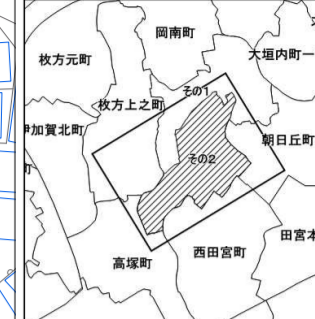 岡南町
枚方元町
大垣内町一
その1
枚方上之町
伊加賀北町
朝日丘町
その2
町
田宮本
西田宮町
高塚町